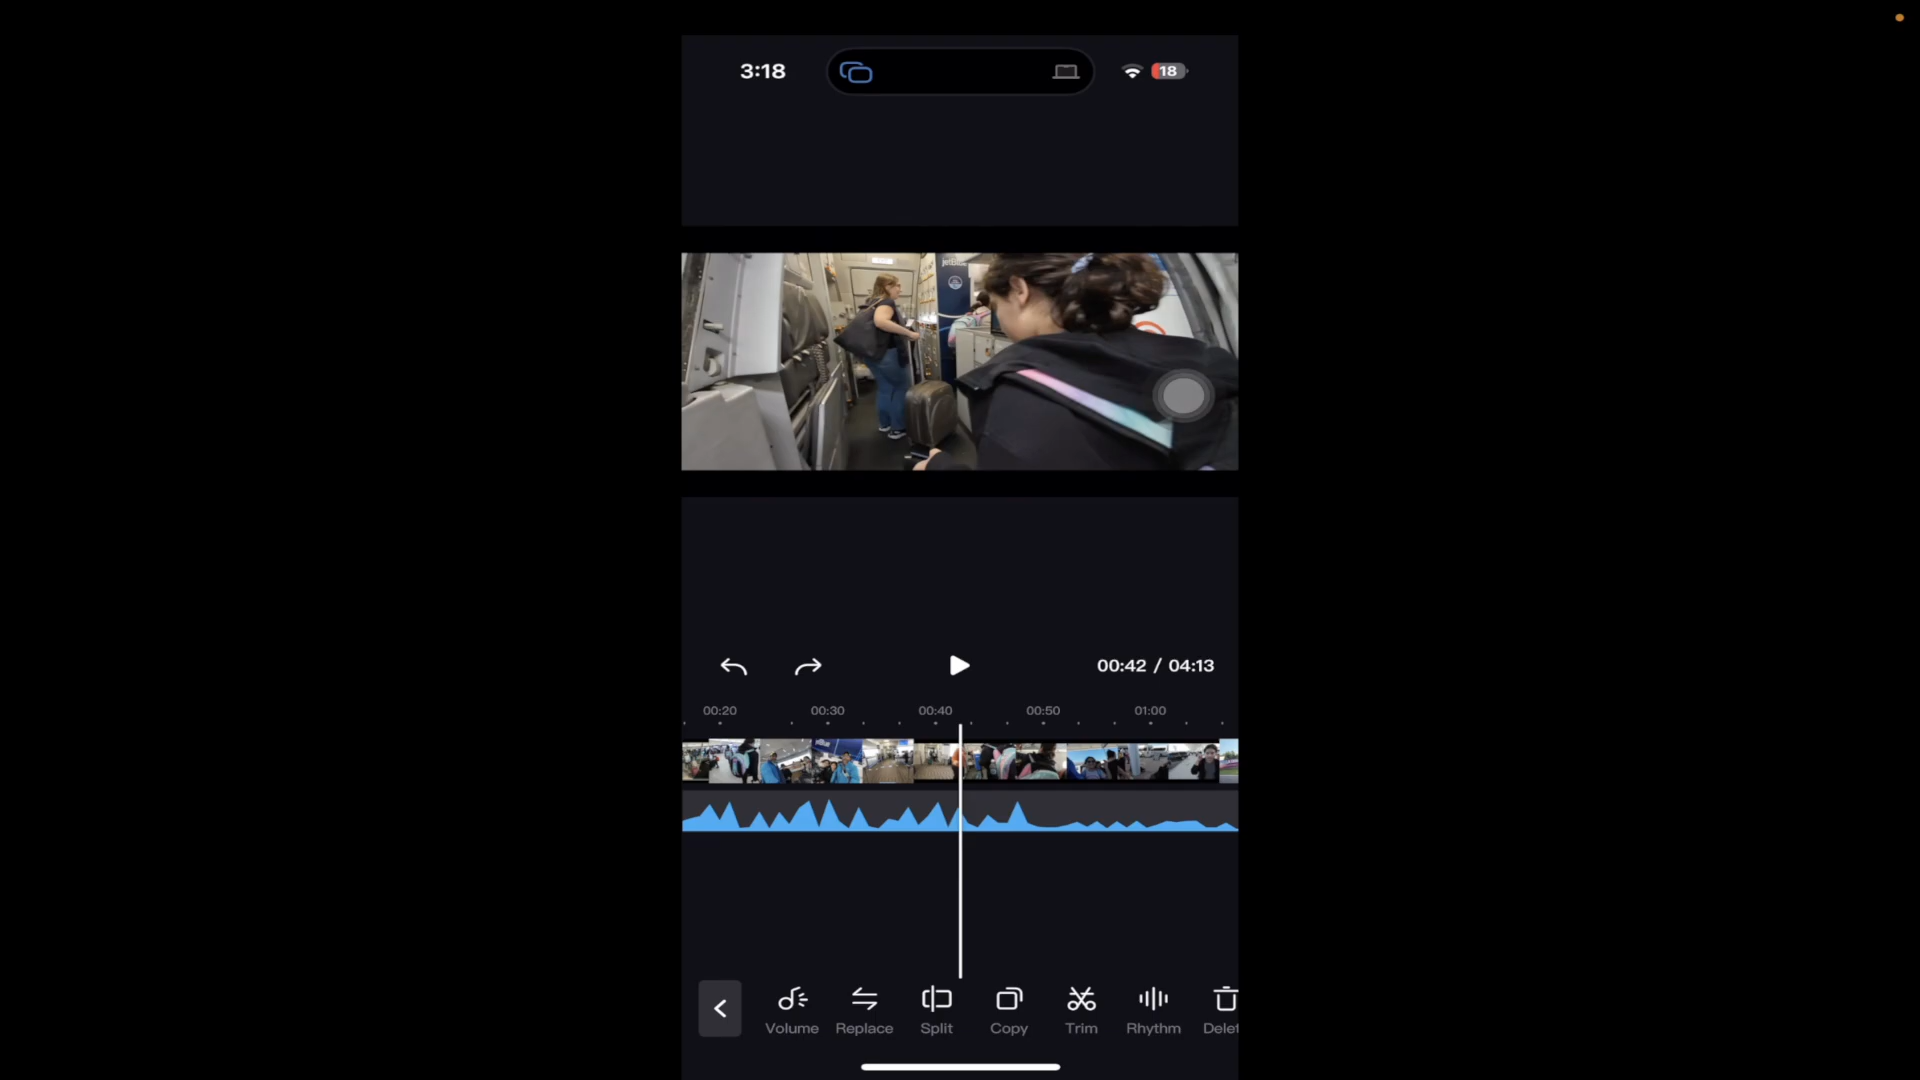 3:18
18
jetBlue
00:42 / 04:13
00:20 00:30 00:40 00:50 01:00
Volume Replace Split Copy Trim Rhythm Delet